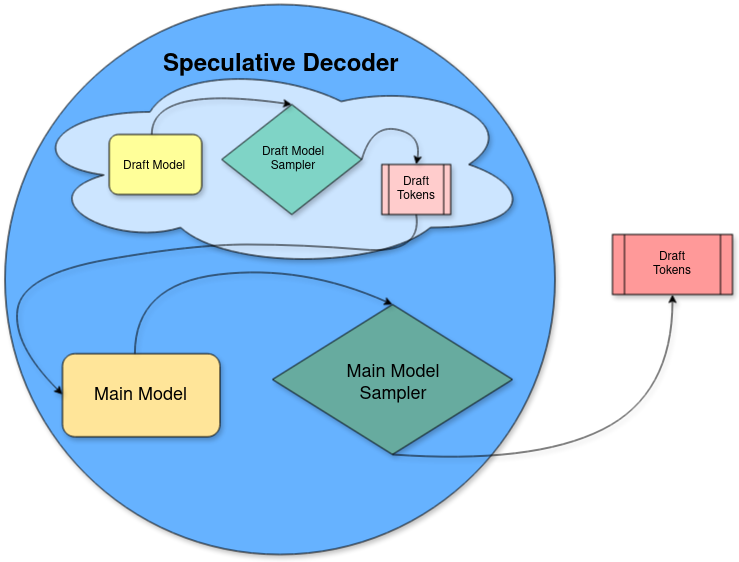 Speculative Decoder
Draft Model
Draft Model
Sampler
Draft
Tokens
Draft
Tokens
Main Model
Main Model
Sampler